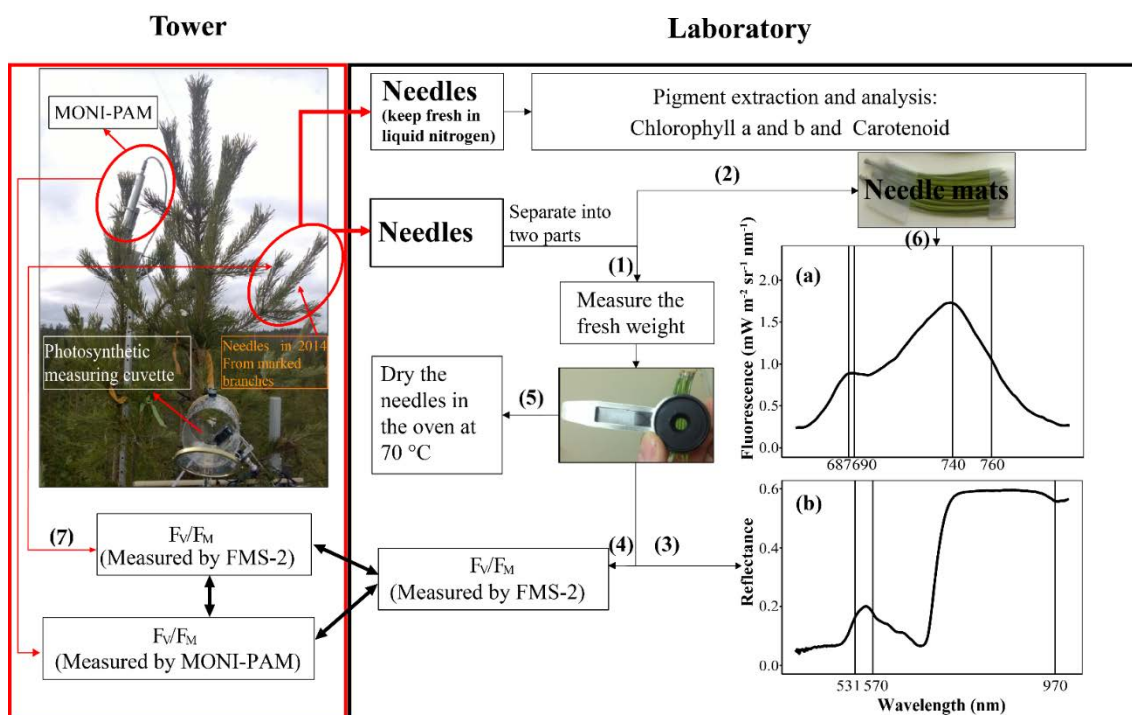 Tower
Laboratory
MONI-PAM
Photosynthetic
measuring cuvette
Needles in 2014
From marked
branches
(7)
Fv/FM
(Measured by FMS-2)
Fv/FM
(Measured by MONI-PAM)
Needles
(keep fresh in
liquid nitrogen)
Pigment extraction and analysis:
Chlorophyll a and b and Carotenoid
Needles
Separate into
two parts
(2)
Needle mats
(1)
(6)
Measure the
fresh weight
Dry the
needles in
the oven at
70 °C
(5)
(4)
(3)
Fv/FM
(Measured by FMS-2)
(a)
Fluorescence (mW m-2 sr-1 nm-1)
2.0
1.5
1.0
0.5
0.0
687690 740 760
(b)
Reflectance
0.6
0.4
0.2
0.0
531 570 970
Wavelength (nm)